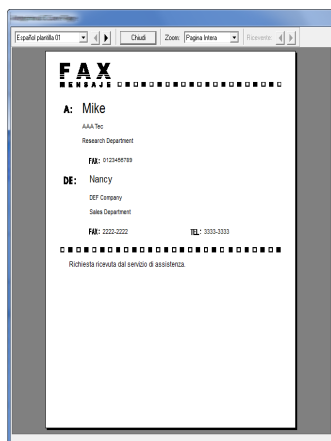 Español plantilla 01 Chiudi Zoom: Pagina Intera Ricevente:
FAX
MENSAJE
A: Mike
AAA Tec
Research Department
FAX: 0123456789
DE: Nancy
DEF Company
Sales Department
FAX: 2222-2222 TEL: 3333-3333
Richiesta ricevuta dal servizio di assistenza.